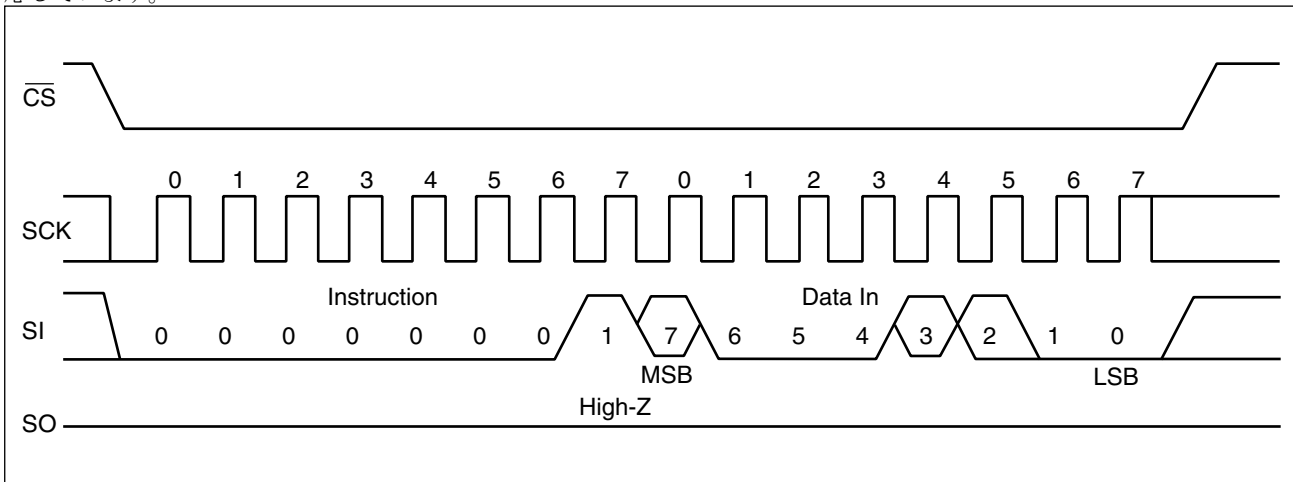 CS
0 1 2 3 4 5 6 7 0 1 2 3 4 5 6 7
SCK
Instruction Data In
SI 0 0 0 0 0 0 0 1 7 6 5 4 3 2 1 0
MSB LSB
High-Z
SO